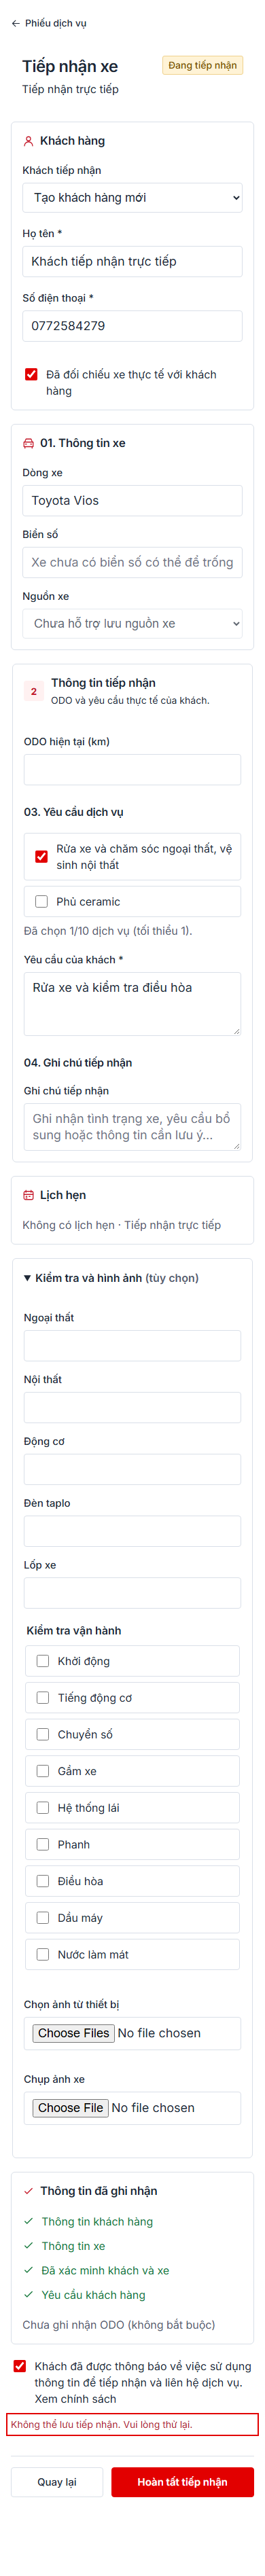 ← Phiếu dịch vụ
Tiếp nhận xe
Đang tiếp nhận
Tiếp nhận trực tiếp
Khách hàng
Khách tiếp nhận
Tạo khách hàng mới
Họ tên *
Khách tiếp nhận trực tiếp
Số điện thoại *
0772584279
Đã đối chiếu xe thực tế với khách
hàng
01. Thông tin xe
Dòng xe
Toyota Vios
Biển số
Xe chưa có biển số có thể để trống
Nguồn xe
Chưa hỗ trợ lưu nguồn xe
2
Thông tin tiếp nhận
ODO và yêu cầu thực tế của khách.
ODO hiện tại (km)
03. Yêu cầu dịch vụ
Rửa xe và chăm sóc ngoại thất, vệ
sinh nội thất
Phủ ceramic
Đã chọn 1/10 dịch vụ (tối thiểu 1).
Yêu cầu của khách *
Rửa xe và kiểm tra điều hòa
04. Ghi chú tiếp nhận
Ghi chú tiếp nhận
Ghi nhận tình trạng xe, yêu cầu bổ
sung hoặc thông tin cần lưu ý...
Lịch hẹn
Không có lịch hẹn · Tiếp nhận trực tiếp
▼ Kiểm tra và hình ảnh (tùy chọn)
Ngoại thất
Nội thất
Động cơ
Đèn taplo
Lốp xe
Kiểm tra vận hành
Khởi động
Tiếng động cơ
Chuyển số
Gầm xe
Hệ thống lái
Phanh
Điều hòa
Dầu máy
Nước làm mát
Chọn ảnh từ thiết bị
Choose Files No file chosen
Chụp ảnh xe
Choose File No file chosen
Thông tin đã ghi nhận
Thông tin khách hàng
Thông tin xe
Đã xác minh khách và xe
Yêu cầu khách hàng
Chưa ghi nhận ODO (không bắt buộc)
Khách đã được thông báo về việc sử dụng
thông tin để tiếp nhận và liên hệ dịch vụ.
Xem chính sách
Không thể lưu tiếp nhận. Vui lòng thử lại.
Quay lại
Hoàn tất tiếp nhận